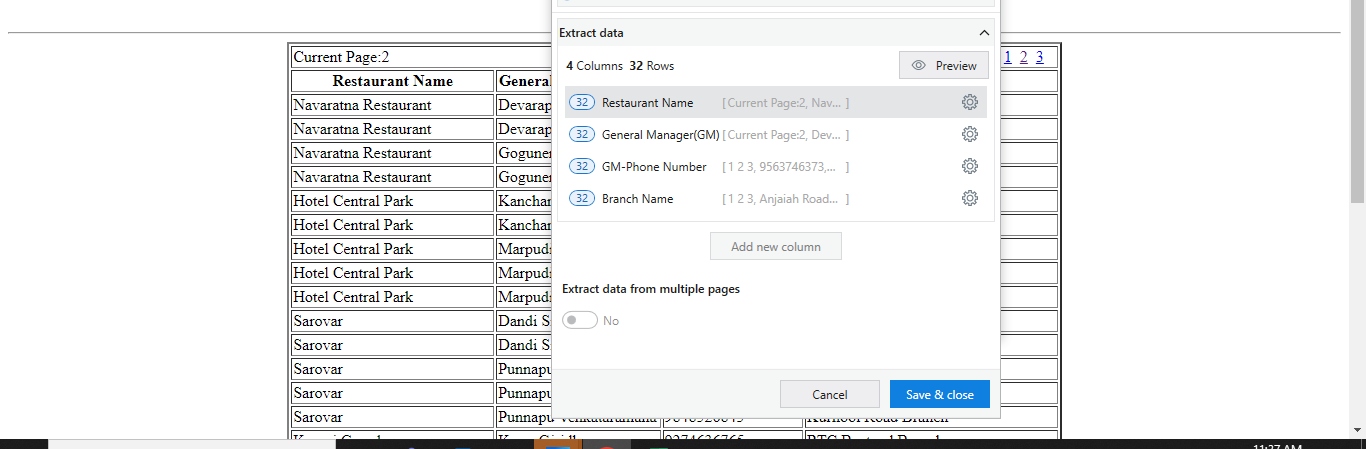 Extract data
Current Page:2
1 2 3
4 Columns 32 Rows
Preview
Restaurant Name
General
32 Restaurant Name [Current Page:2, Nav... ]
Navaratna Restaurant
Devarap
Navaratna Restaurant
Devarap
32 General Manager(GM) [Current Page:2, Dev... ]
Navaratna Restaurant
Gogune
32 GM-Phone Number [1 2 3, 9563746373,... ]
Navaratna Restaurant
Gogune
Hotel Central Park
Kanchar
32 Branch Name [1 2 3, Anjaiah Road... ]
Hotel Central Park
Kanchar
Hotel Central Park
Marpud
Add new column
Hotel Central Park
Marpud
Hotel Central Park
Marpud
Extract data from multiple pages
Sarovar
Dandi S
No
Sarovar
Dandi S
Sarovar
Punnapu
Sarovar
Punnapu
Cancel
Save & close
Sarovar
Punnapu Venkataramana
Kurnool Road Branch